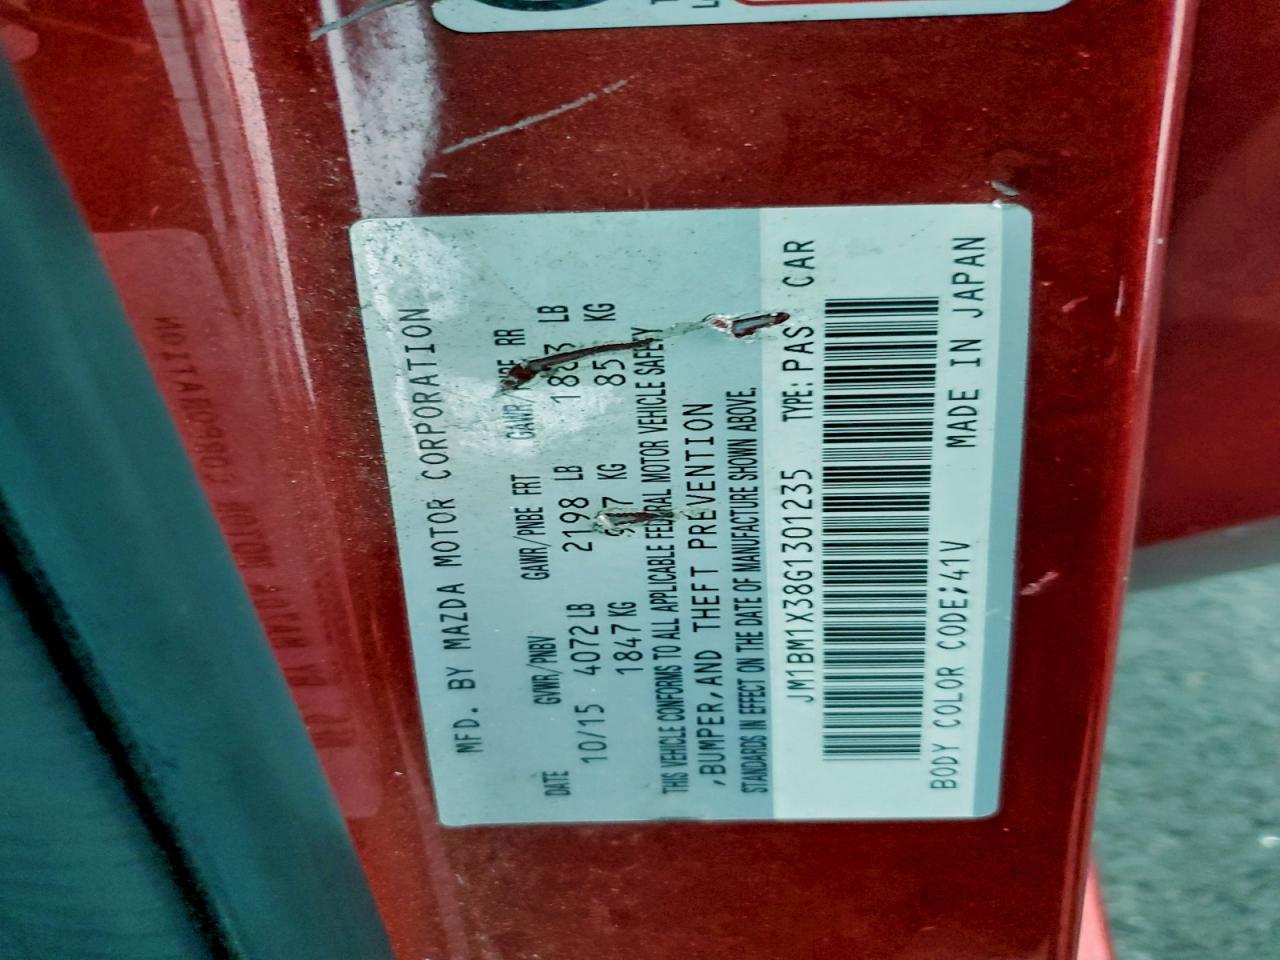 MFD. BY MAZDA MOTOR CORPORATION
DATE GVWR/PNBV GAWR/PNBE FRT RR
10/15 4072 LB 2198 LB LB
1847 KG KG KG
THIS VEHICLE CONFORMS TO ALL APPLICABLE FEDERAL MOTOR VEHICLE SAFETY
,BUMPER,AND THEFT PREVENTION
STANDARDS IN EFFECT ON THE DATE OF MANUFACTURE SHOWN ABOVE.
JM1BM1X38G1301235 TYPE: PAS CAR
BODY COLOR CODE:41V MADE IN JAPAN